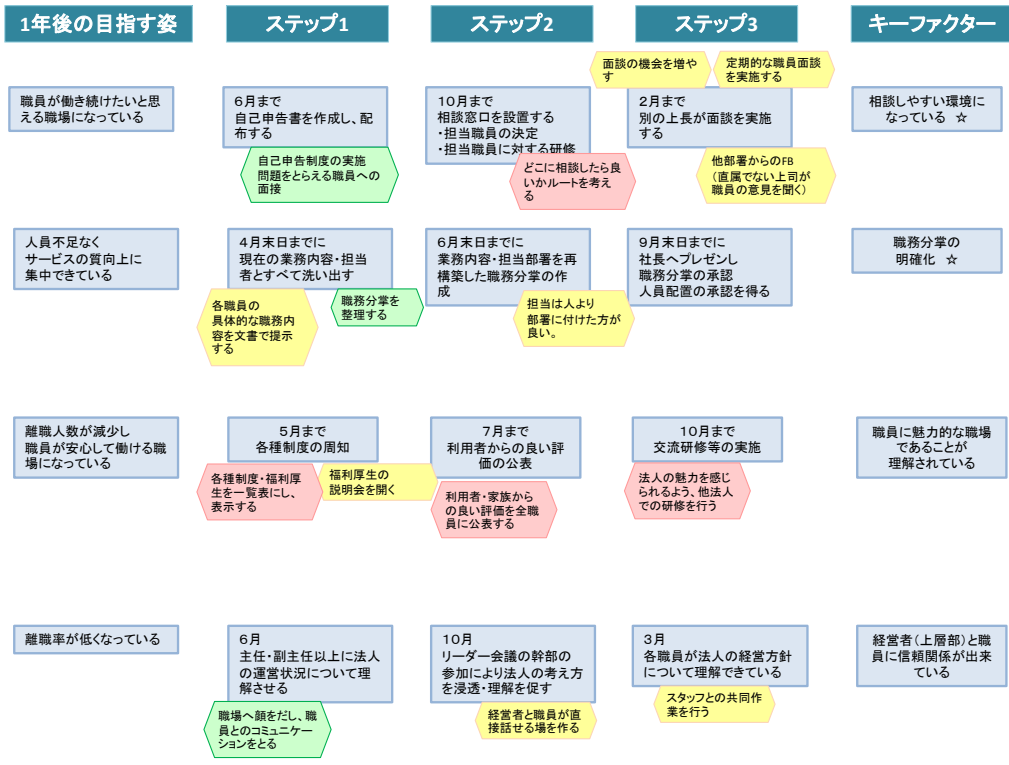 1年後の目指す姿
ステップ1
ステップ2
ステップ3
キーファクター
面談の機会を増や
す
定期的な職員面談
を実施する
職員が働き続けたいと思
える職場になっている
6月まで
自己申告書を作成し、配
布する
自己申告制度の実施
問題をとらえる職員への
面接
10月まで
相談窓口を設置する
・担当職員の決定
・担当職員に対する研修
どこに相談したら良
いかルートを考え
る
2月まで
別の上長が面談を実施
する
他部署からのFB
(直属でない上司が
職員の意見を聞く)
相談しやすい環境に
なっている ☆
人員不足なく
サービスの質向上に
集中できている
4月末日までに
現在の業務内容・担当
者とすべて洗い出す
各職員の
具体的な職務内
容を文書で提示
する
職務分掌を
整理する
6月末日までに
業務内容・担当部署を再
構築した職務分掌の作
成
担当は人より
部署に付けた方が
良い。
9月末日までに
社長へプレゼンし
職務分掌の承認
人員配置の承認を得る
職務分掌の
明確化 ☆
離職人数が減少し
職員が安心して働ける職
場になっている
5月まで
各種制度の周知
各種制度・福利厚
生を一覧表にし、
表示する
福利厚生の
説明会を開く
7月まで
利用者からの良い評
価の公表
利用者・家族から
の良い評価を全職
員に公表する
10月まで
交流研修等の実施
法人の魅力を感じ
られるよう、他法人
での研修を行う
職員に魅力的な職場
であることが
理解されている
離職率が低くなっている
6月
主任・副主任以上に法人
の運営状況について理
解させる
職場へ顔をだし、職
員とのコミュニケー
ションをとる
10月
リーダー会議の幹部の
参加により法人の考え方
を浸透・理解を促す
経営者と職員が直
接話せる場を作る
3月
各職員が法人の経営方針
について理解できている
スタッフとの共同作
業を行う
経営者(上層部)と職
員に信頼関係が出来
ている